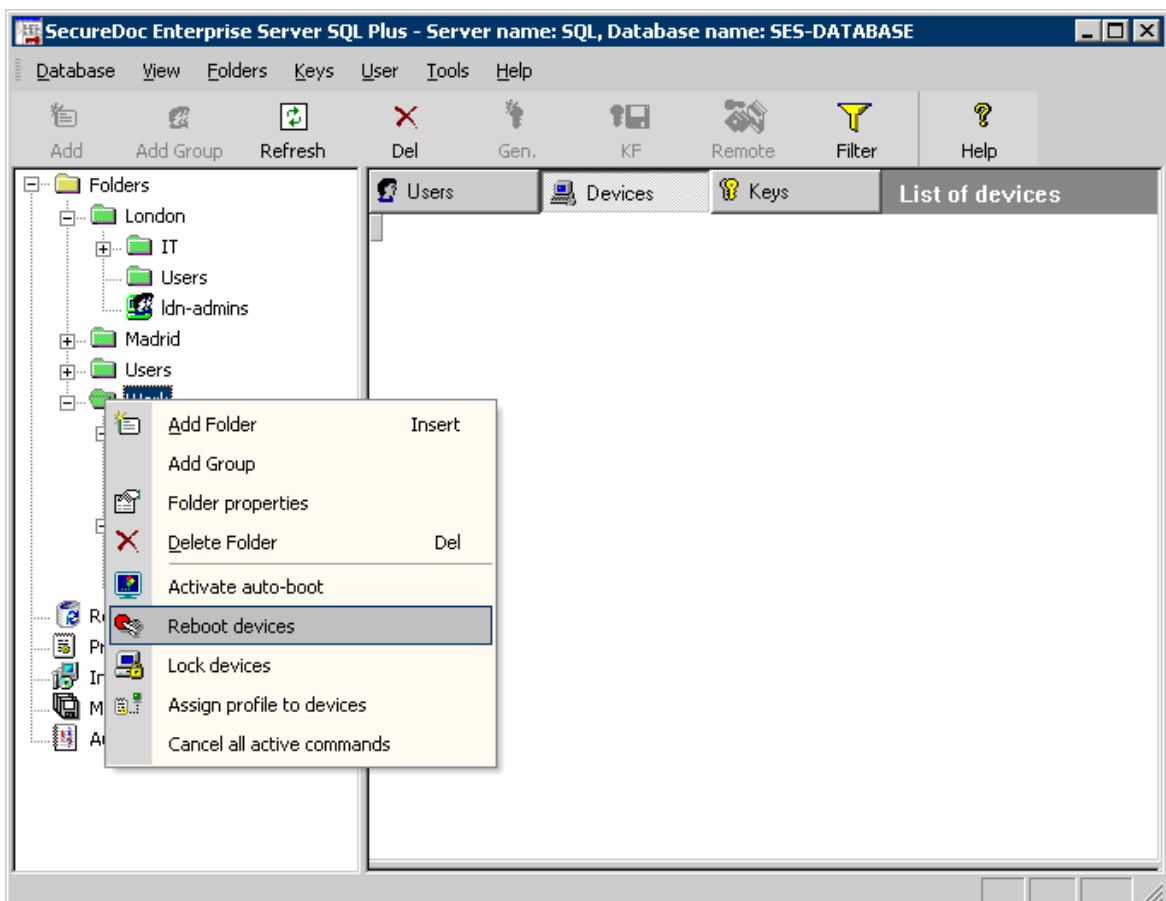 SecureDoc Enterprise Server SQL Plus - Server name: SQL, Database name: SES-DATABASE
Database View Folders Keys User Tools Help
Add Add Group Refresh Del Gen. KF Remote Filter Help
Folders
London
IT
Users
ldn-admins
Madrid
Users
Users Devices Keys List of devices
Add Folder Insert
Add Group
Folder properties
Delete Folder Del
Activate auto-boot
Reboot devices
Lock devices
Assign profile to devices
Cancel all active commands